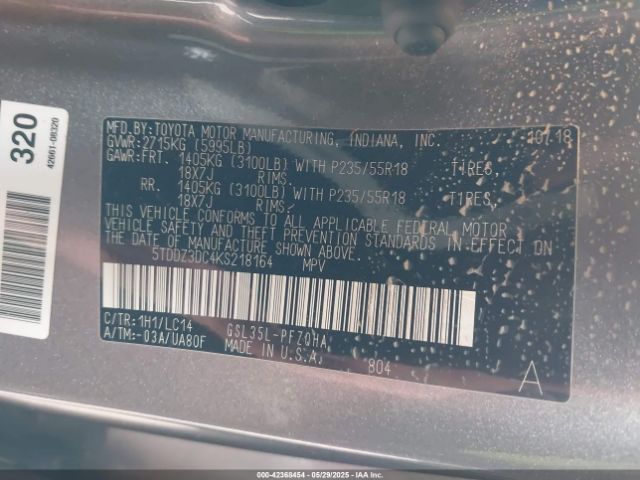 320
42661-08320
MFD.BY:TOYOTA MOTOR MANUFACTURING, INDIANA, INC. 10/18
GVWR:2715KG (5995LB)
GAWR:FRT. 1405KG (3100LB) WITH P235/55R18 TIRES,
18X7J RIMS.
RR. 1405KG (3100LB) WITH P235/55R18 TIRES,
18X7J RIMS/
THIS VEHICLE CONFORMS TO ALL APPLICABLE FEDERAL MOTOR
VEHICLE SAFETY AND THEFT PREVENTION STANDARDS IN EFFECT ON
THE DATE OF MANUFACTURE SHOWN ABOVE.
5TDDZ3DC4KS218164 MPV
C/TR:1H1/LC14 GSL35L-PFZQHA
A/TM:-03A/UA80F MADE IN U.S.A. 804
A
000-42368454 - 05/29/2025 - IAAI.COM